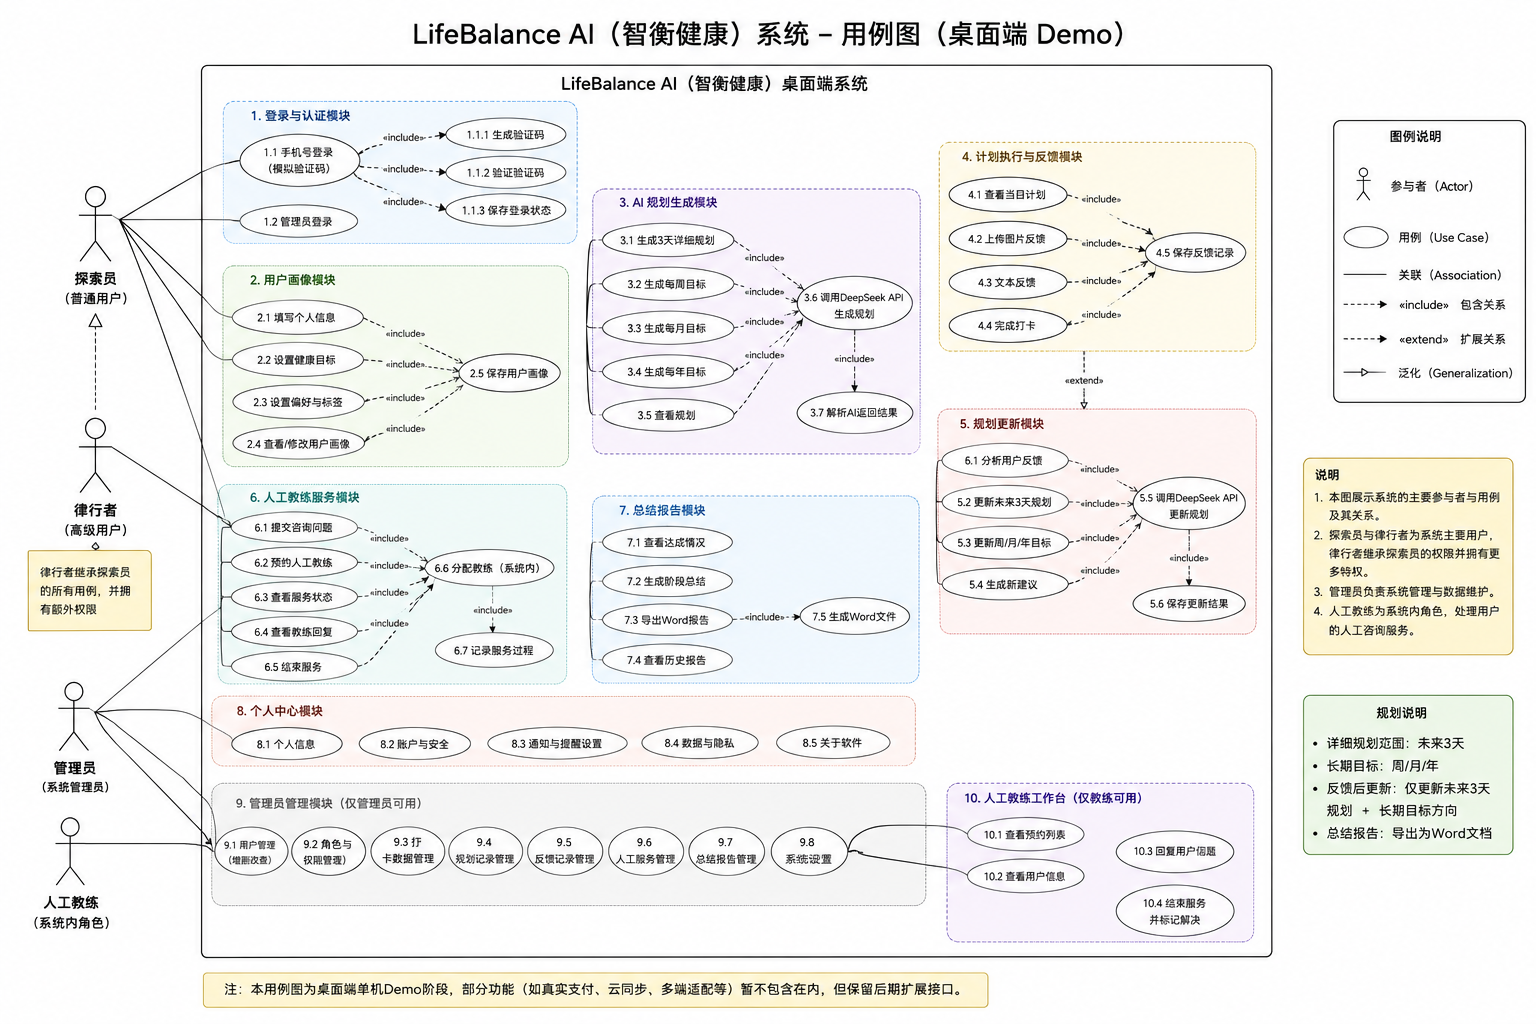 LifeBalance AI（智衡健康）系统 – 用例图（桌面端 Demo）
LifeBalance AI（智衡健康）桌面端系统
1. 登录与认证模块
1.1 手机号登录
（模拟验证码）
1.2 管理员登录
«include»
«include»
«include»
1.1.1 生成验证码
1.1.2 验证验证码
1.1.3 保存登录状态
2. 用户画像模块
2.1 填写个人信息
2.2 设置健康目标
2.3 设置偏好与标签
2.4 查看/修改用户画像
«include»
«include»
«include»
«include»
2.5 保存用户画像
3. AI 规划生成模块
3.1 生成3天详细规划
3.2 生成每周目标
3.3 生成每月目标
3.4 生成每年目标
3.5 查看规划
«include»
«include»
«include»
«include»
3.6 调用DeepSeek API
生成规划
«include»
3.7 解析AI返回结果
4. 计划执行与反馈模块
4.1 查看当日计划
4.2 上传图片反馈
4.3 文本反馈
4.4 完成打卡
«include»
«include»
«include»
«include»
4.5 保存反馈记录
«extend»
5. 规划更新模块
6.1 分析用户反馈
5.2 更新未来3天规划
5.3 更新周/月/年目标
5.4 生成新建议
«include»
«include»
«include»
«include»
5.5 调用DeepSeek API
更新规划
«include»
5.6 保存更新结果
6. 人工教练服务模块
6.1 提交咨询问题
6.2 预约人工教练
6.3 查看服务状态
6.4 查看教练回复
6.5 结束服务
«include»
«include»
«include»
«include»
6.6 分配教练（系统内）
«include»
6.7 记录服务过程
7. 总结报告模块
7.1 查看达成情况
7.2 生成阶段总结
7.3 导出Word报告
7.4 查看历史报告
«include»
7.5 生成Word文件
8. 个人中心模块
8.1 个人信息
8.2 账户与安全
8.3 通知与提醒设置
8.4 数据与隐私
8.5 关于软件
9. 管理员管理模块（仅管理员可用）
9.1 用户管理
（增删改查）
9.2 角色与
权限管理）
9.3 打
卡数据管理
9.4
规划记录管理
9.5
反馈记录管理
9.6
人工服务管理
9.7
总结报告管理
9.8
系统设置
10. 人工教练工作台（仅教练可用）
10.1 查看预约列表
10.2 查看用户信息
10.3 回复用户问题
10.4 结束服务
并标记解决
探索员
（普通用户）
律行者
（高级用户）
律行者继承探索员
的所有用例，并拥
有额外权限
管理员
（系统管理员）
人工教练
（系统内角色）
图例说明
参与者（Actor）
用例（Use Case）
关联（Association）
«include» 包含关系
«extend» 扩展关系
泛化（Generalization）
说明
1. 本图展示系统的主要参与者与用例
及其关系。
2. 探索员与律行者为系统主要用户，
律行者继承探索员的权限并拥有更
多特权。
3. 管理员负责系统管理与数据维护。
4. 人工教练为系统内角色，处理用户
的人工咨询服务。
规划说明
• 详细规划范围：未来3天
• 长期目标：周/月/年
• 反馈后更新：仅更新未来3天
规划 + 长期目标方向
• 总结报告：导出为Word文档
注：本用例图为桌面端单机Demo阶段，部分功能（如真实支付、云同步、多端适配等）暂不包含在内，但保留后期扩展接口。